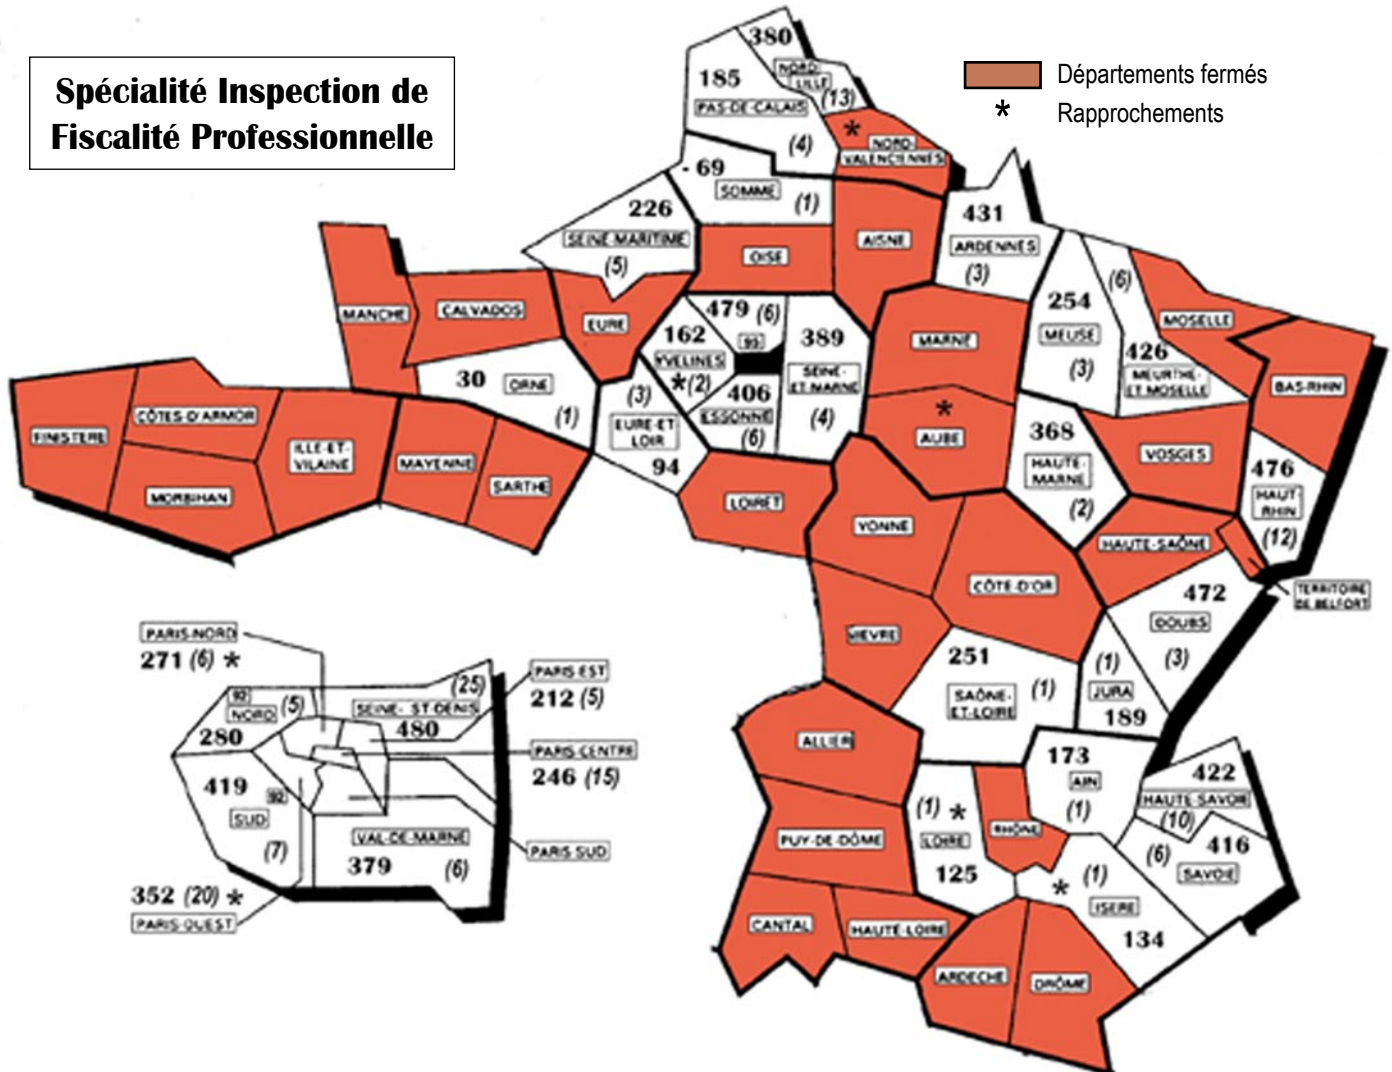 Spécialité Inspection de
Fiscalité Professionnelle
Départements fermés
* Rapprochements
380
NORD-
LILLE
(13)
185
PAS-DE-CALAIS
(4)
*
NORD-
VALENCIENNES
- 69
SOMME
(1)
226
SEINE-MARITIME
(5)
OISE
AISNE
431
ARDENNES
(3)
MANCHE
CALVADOS
EURE
479 (6)
93
162
YVELINES
*(2)
406
ESSONNE
(6)
389
SEINE-
ET-MARNE
(4)
MARNE
254
MEUSE
(3)
(6)
426
MEURTHE-
ET MOSELLE
MOSELLE
BAS-RHIN
30
ORNE
(1)
(3)
EURE-ET
LOIR
94
*
AUBE
368
HAUTE-
MARNE
(2)
VOSGES
476
HAUT-
RHIN
(12)
FINISTERE
CÔTES-D'ARMOR
MORBIHAN
ILLE-ET-
VILAINE
MAYENNE
SARTHE
LOIRET
YONNE
CÔTE-D'OR
HAUTE-SAÔNE
TERRITOIRE
DE BELFORT
472
DOUBS
(3)
NIEVRE
251
SAÔNE-
ET-LOIRE
(1)
(1)
JURA
189
PARIS-NORD
271 (6) *
92
NORD
(5)
280
(25)
SEINE- ST-DENIS
480
PARIS EST
212 (5)
PARIS-CENTRE
246 (15)
419
92
SUD
(7)
VAL-DE-MARNE
379
(6)
PARIS SUD
352 (20) *
PARIS-OUEST
ALLIER
173
AIN
(1)
422
HAUTE SAVOIE
(10)
(6)
416
SAVOIE
PUY-DE-DÔME
(1)
*
LOIRE
125
RHÔNE
*
(1)
ISERE
134
CANTAL
HAUTE-LOIRE
ARDECHE
DRÔME